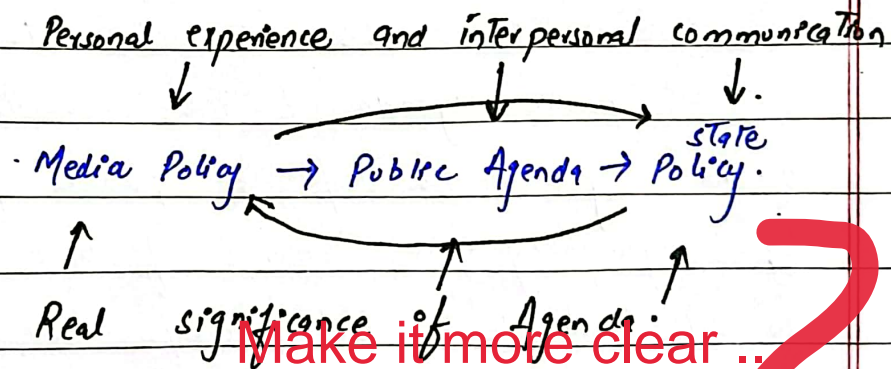 Personal experience and interpersonal communication
Media Policy → Public Agenda → state Policy.
Real significance of Agenda.
Make it more clear ..
?